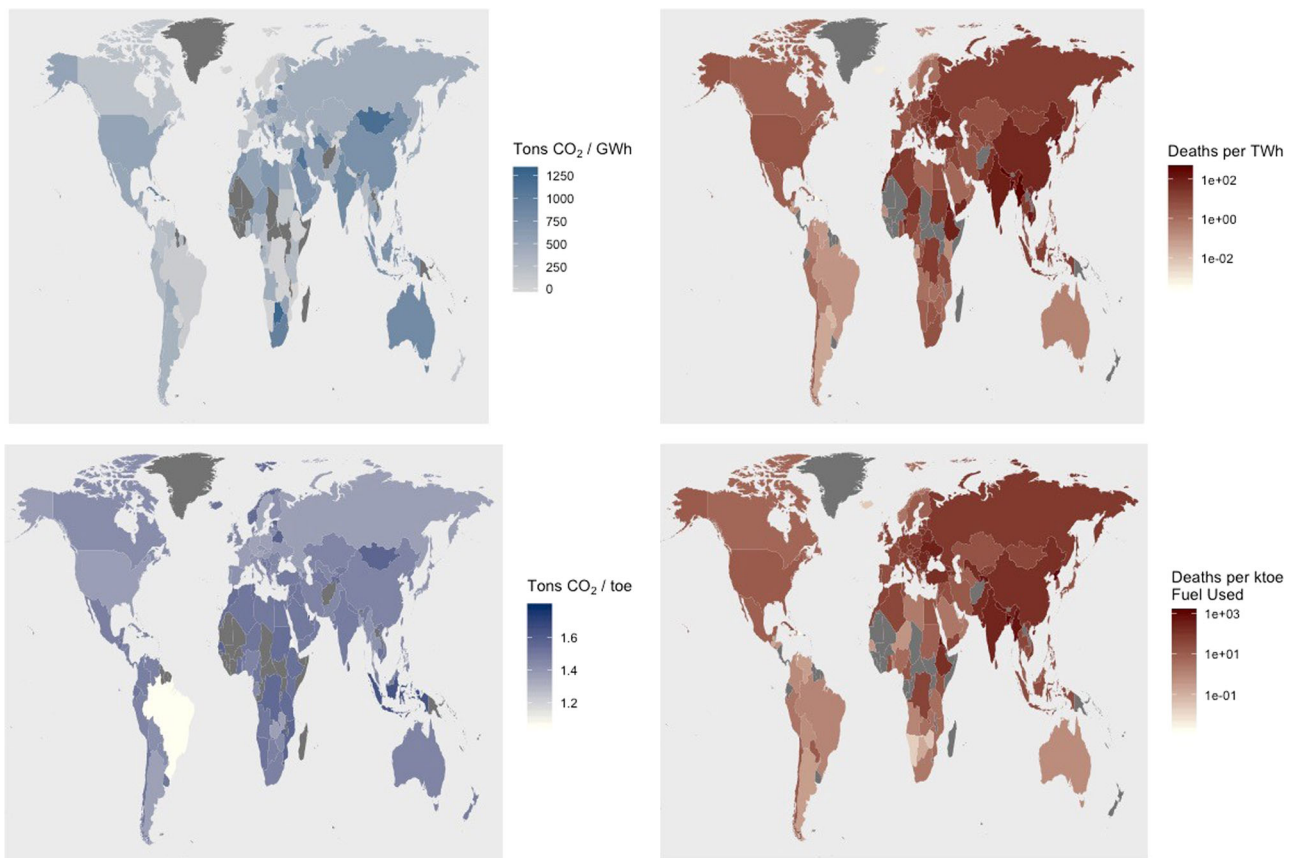 Tons CO₂ / GWh
1250
1000
750
500
250
0
Deaths per TWh
1e+02
1e+00
1e-02
Tons CO₂ / toe
1.6
1.4
1.2
Deaths per ktoe
Fuel Used
1e+03
1e+01
1e-01